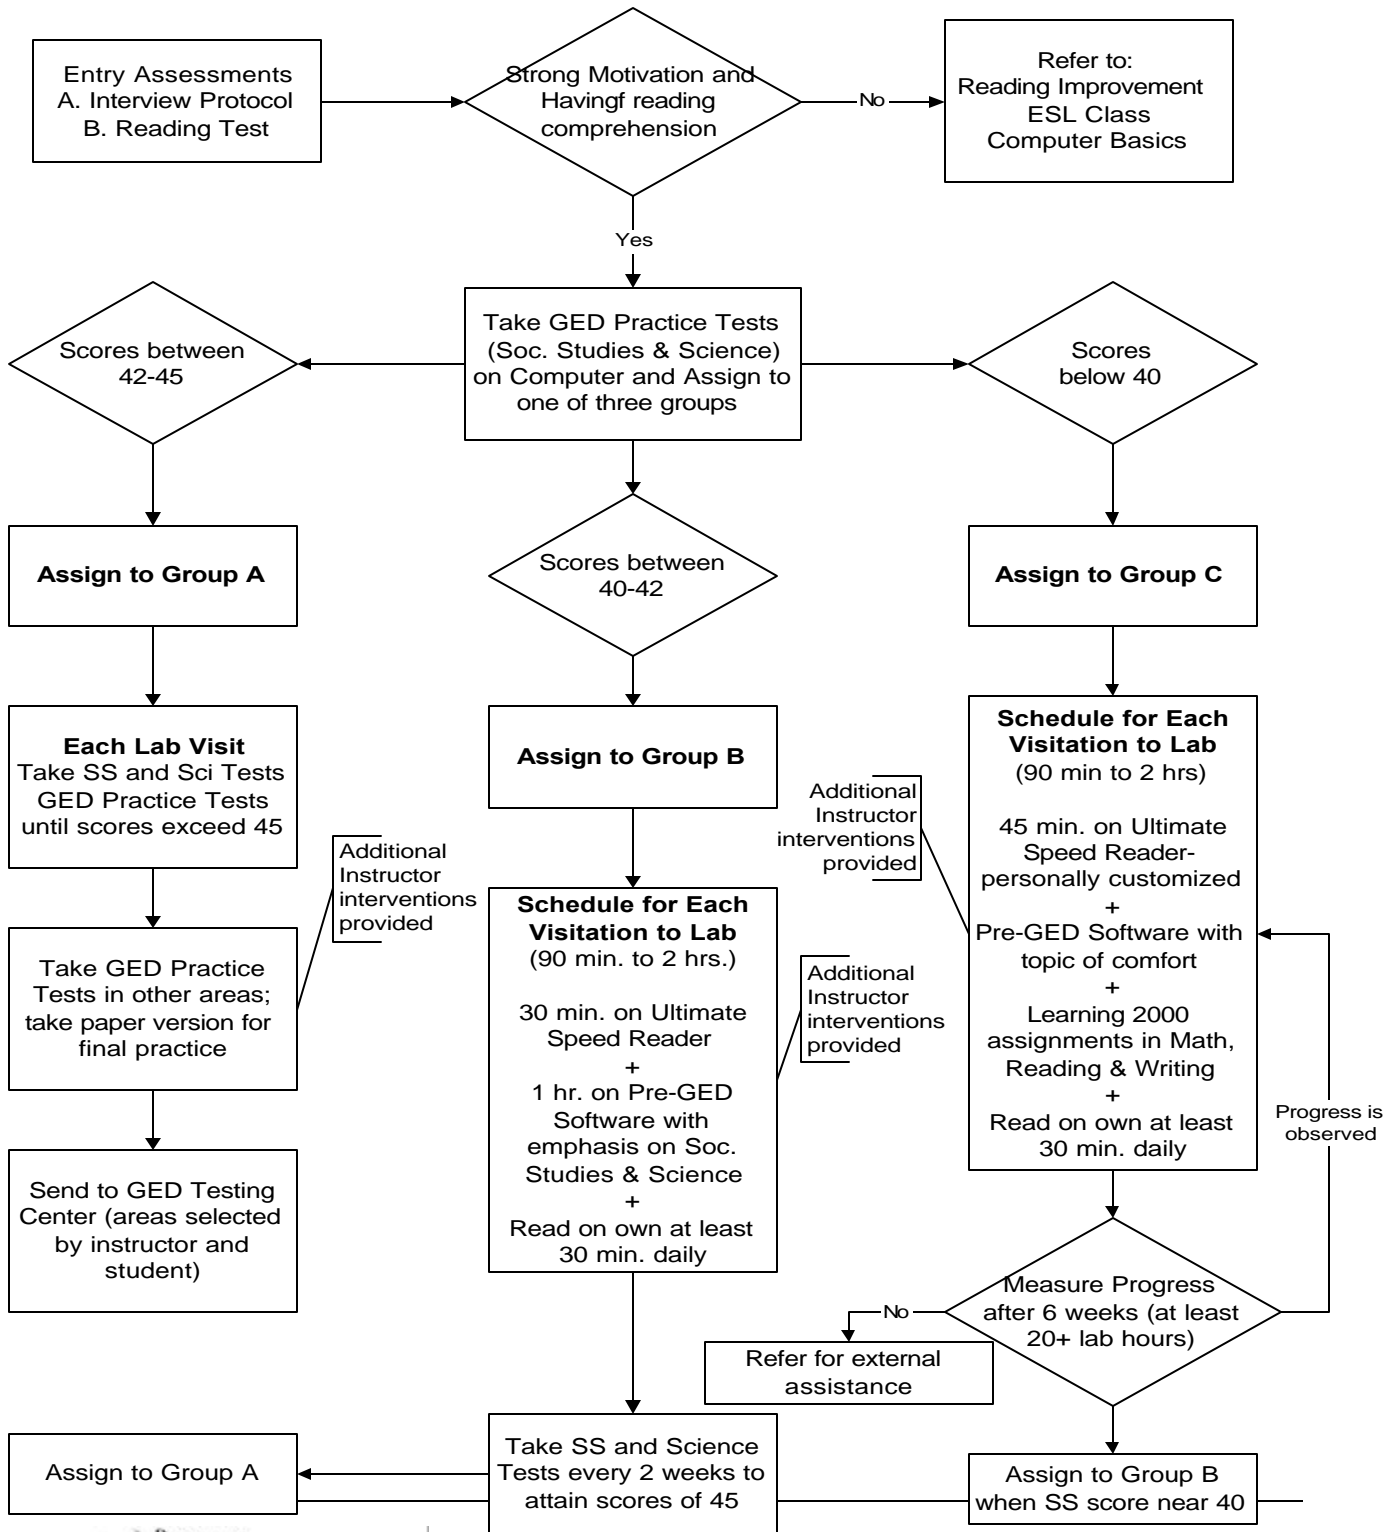 Entry Assessments
A. Interview Protocol
B. Reading Test
Strong Motivation and
Havingf reading
comprehension
No
Refer to:
Reading Improvement
ESL Class
Computer Basics
Yes
Scores between
42-45
Take GED Practice Tests
(Soc. Studies & Science)
on Computer and Assign to
one of three groups
Scores
below 40
Assign to Group A
Scores between
40-42
Assign to Group C
Each Lab Visit
Take SS and Sci Tests
GED Practice Tests
until scores exceed 45
Assign to Group B
Schedule for Each
Visitation to Lab
(90 min to 2 hrs)
45 min. on Ultimate
Speed Reader-
personally customized
+
Pre-GED Software with
topic of comfort
+
Learning 2000
assignments in Math,
Reading & Writing
+
Read on own at least
30 min. daily
Additional
Instructor
interventions
provided
Additional
Instructor
interventions
provided
Take GED Practice
Tests in other areas;
take paper version for
final practice
Schedule for Each
Visitation to Lab
(90 min. to 2 hrs.)
30 min. on Ultimate
Speed Reader
+
1 hr. on Pre-GED
Software with
emphasis on Soc.
Studies & Science
+
Read on own at least
30 min. daily
Additional
Instructor
interventions
provided
Progress is
observed
Send to GED Testing
Center (areas selected
by instructor and
student)
Measure Progress
after 6 weeks (at least
20+ lab hours)
No
Refer for external
assistance
Assign to Group A
Take SS and Science
Tests every 2 weeks to
attain scores of 45
Assign to Group B
when SS score near 40